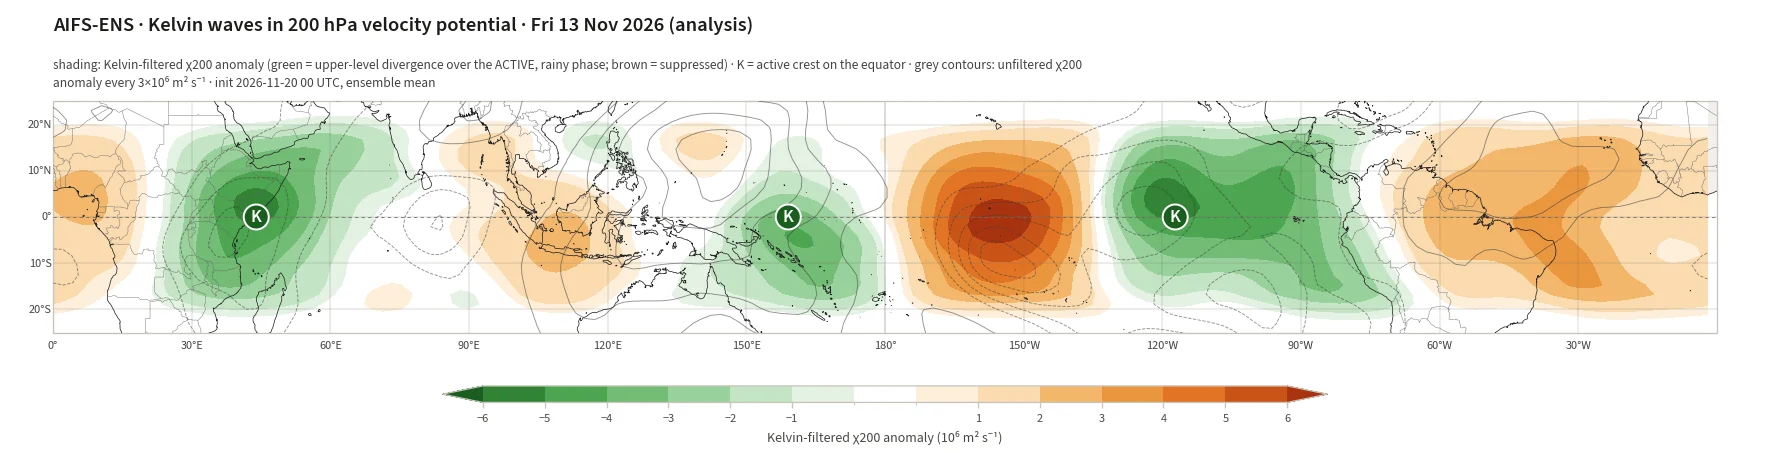 AIFS-ENS · Kelvin waves in 200 hPa velocity potential · Fri 13 Nov 2026 (analysis)
shading: Kelvin-filtered χ200 anomaly (green = upper-level divergence over the ACTIVE, rainy phase; brown = suppressed) · K = active crest on the equator · grey contours: unfiltered χ200
anomaly every 3×10⁶ m² s⁻¹ · init 2026-11-20 00 UTC, ensemble mean
20°N
10°N
0°
10°S
20°S
K K K
0° 30°E 60°E 90°E 120°E 150°E 180° 150°W 120°W 90°W 60°W 30°W
−6 −5 −4 −3 −2 −1 1 2 3 4 5 6
Kelvin-filtered χ200 anomaly (10⁶ m² s⁻¹)